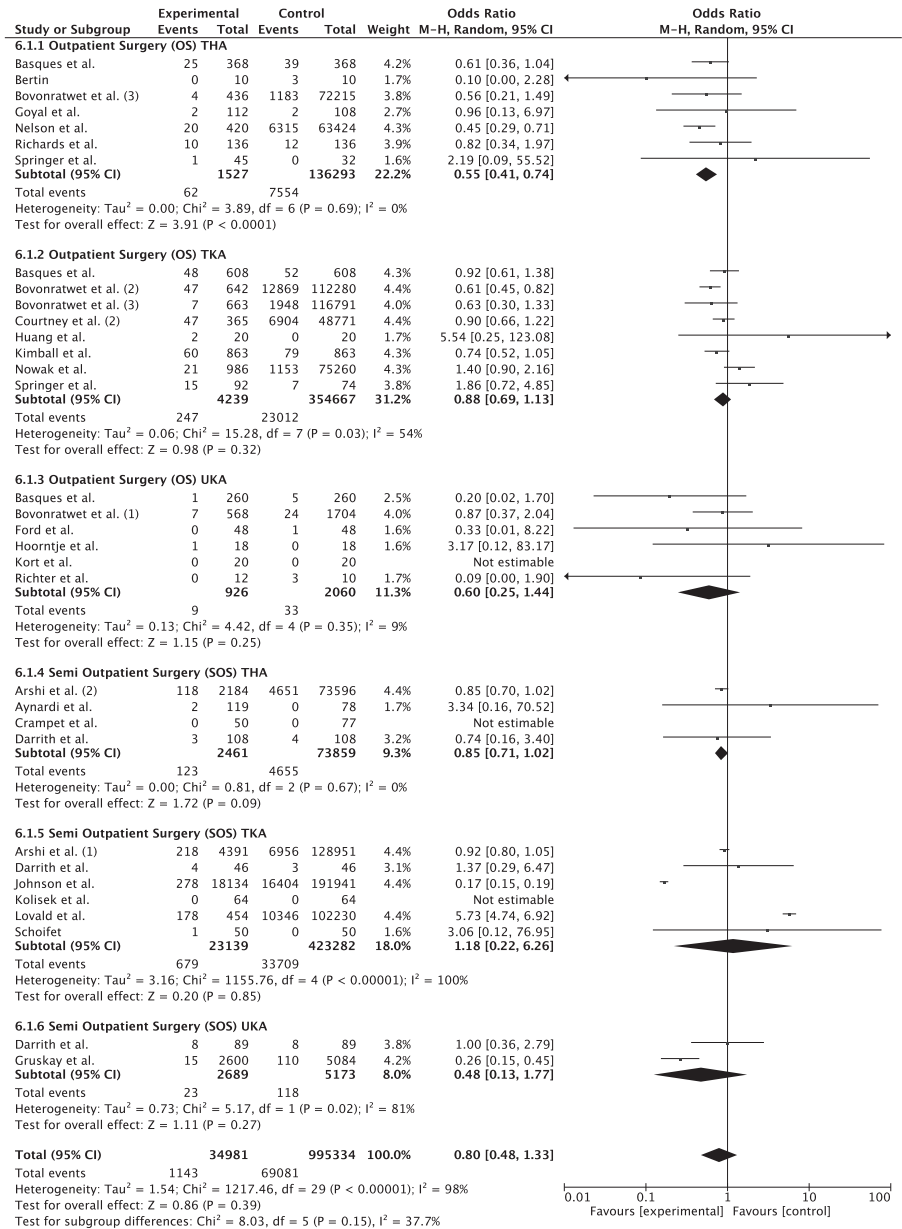 Experimental Control Odds Ratio Odds Ratio
Study or Subgroup Events Total Events Total Weight M-H, Random, 95% CI M-H, Random, 95% CI
6.1.1 Outpatient Surgery (OS) THA
Basques et al. 25 368 39 368 4.2% 0.61 [0.36, 1.04]
Bertin 0 10 3 10 1.7% 0.10 [0.00, 2.28]
Bovonratwet et al. (3) 4 436 1183 72215 3.8% 0.56 [0.21, 1.49]
Goyal et al. 2 112 2 108 2.7% 0.96 [0.13, 6.97]
Nelson et al. 20 420 6315 63424 4.3% 0.45 [0.29, 0.71]
Richards et al. 10 136 12 136 3.9% 0.82 [0.34, 1.97]
Springer et al. 1 45 0 32 1.6% 2.19 [0.09, 55.52]
Subtotal (95% CI) 1527 136293 22.2% 0.55 [0.41, 0.74]
Total events 62 7554
Heterogeneity: Tau² = 0.00; Chi² = 3.89, df = 6 (P = 0.69); I² = 0%
Test for overall effect: Z = 3.91 (P < 0.0001)
6.1.2 Outpatient Surgery (OS) TKA
Basques et al. 48 608 52 608 4.3% 0.92 [0.61, 1.38]
Bovonratwet et al. (2) 47 642 12869 112280 4.4% 0.61 [0.45, 0.82]
Bovonratwet et al. (3) 7 663 1948 116791 4.0% 0.63 [0.30, 1.33]
Courtney et al. (2) 47 365 6904 48771 4.4% 0.90 [0.66, 1.22]
Huang et al. 2 20 0 20 1.7% 5.54 [0.25, 123.08]
Kimball et al. 60 863 79 863 4.3% 0.74 [0.52, 1.05]
Nowak et al. 21 986 1153 75260 4.3% 1.40 [0.90, 2.16]
Springer et al. 15 92 7 74 3.8% 1.86 [0.72, 4.85]
Subtotal (95% CI) 4239 354667 31.2% 0.88 [0.69, 1.13]
Total events 247 23012
Heterogeneity: Tau² = 0.06; Chi² = 15.28, df = 7 (P = 0.03); I² = 54%
Test for overall effect: Z = 0.98 (P = 0.32)
6.1.3 Outpatient Surgery (OS) UKA
Basques et al. 1 260 5 260 2.5% 0.20 [0.02, 1.70]
Bovonratwet et al. (1) 7 568 24 1704 4.0% 0.87 [0.37, 2.04]
Ford et al. 0 48 1 48 1.6% 0.33 [0.01, 8.22]
Hoorntje et al. 1 18 0 18 1.6% 3.17 [0.12, 83.17]
Kort et al. 0 20 0 20 Not estimable
Richter et al. 0 12 3 10 1.7% 0.09 [0.00, 1.90]
Subtotal (95% CI) 926 2060 11.3% 0.60 [0.25, 1.44]
Total events 9 33
Heterogeneity: Tau² = 0.13; Chi² = 4.42, df = 4 (P = 0.35); I² = 9%
Test for overall effect: Z = 1.15 (P = 0.25)
6.1.4 Semi Outpatient Surgery (SOS) THA
Arshi et al. (2) 118 2184 4651 73596 4.4% 0.85 [0.70, 1.02]
Aynardi et al. 2 119 0 78 1.7% 3.34 [0.16, 70.52]
Crampet et al. 0 50 0 77 Not estimable
Darrith et al. 3 108 4 108 3.2% 0.74 [0.16, 3.40]
Subtotal (95% CI) 2461 73859 9.3% 0.85 [0.71, 1.02]
Total events 123 4655
Heterogeneity: Tau² = 0.00; Chi² = 0.81, df = 2 (P = 0.67); I² = 0%
Test for overall effect: Z = 1.72 (P = 0.09)
6.1.5 Semi Outpatient Surgery (SOS) TKA
Arshi et al. (1) 218 4391 6956 128951 4.4% 0.92 [0.80, 1.05]
Darrith et al. 4 46 3 46 3.1% 1.37 [0.29, 6.47]
Johnson et al. 278 18134 16404 191941 4.4% 0.17 [0.15, 0.19]
Kolisek et al. 0 64 0 64 Not estimable
Lovald et al. 178 454 10346 102230 4.4% 5.73 [4.74, 6.92]
Schoifet 1 50 0 50 1.6% 3.06 [0.12, 76.95]
Subtotal (95% CI) 23139 423282 18.0% 1.18 [0.22, 6.26]
Total events 679 33709
Heterogeneity: Tau² = 3.16; Chi² = 1155.76, df = 4 (P < 0.00001); I² = 100%
Test for overall effect: Z = 0.20 (P = 0.85)
6.1.6 Semi Outpatient Surgery (SOS) UKA
Darrith et al. 8 89 8 89 3.8% 1.00 [0.36, 2.79]
Gruskay et al. 15 2600 110 5084 4.2% 0.26 [0.15, 0.45]
Subtotal (95% CI) 2689 5173 8.0% 0.48 [0.13, 1.77]
Total events 23 118
Heterogeneity: Tau² = 0.73; Chi² = 5.17, df = 1 (P = 0.02); I² = 81%
Test for overall effect: Z = 1.11 (P = 0.27)
Total (95% CI) 34981 995334 100.0% 0.80 [0.48, 1.33]
Total events 1143 69081
Heterogeneity: Tau² = 1.54; Chi² = 1217.46, df = 29 (P < 0.00001); I² = 98%
Test for overall effect: Z = 0.86 (P = 0.39)
Test for subgroup differences: Chi² = 8.03, df = 5 (P = 0.15), I² = 37.7%
0.01 0.1 1 10 100
Favours [experimental] Favours [control]